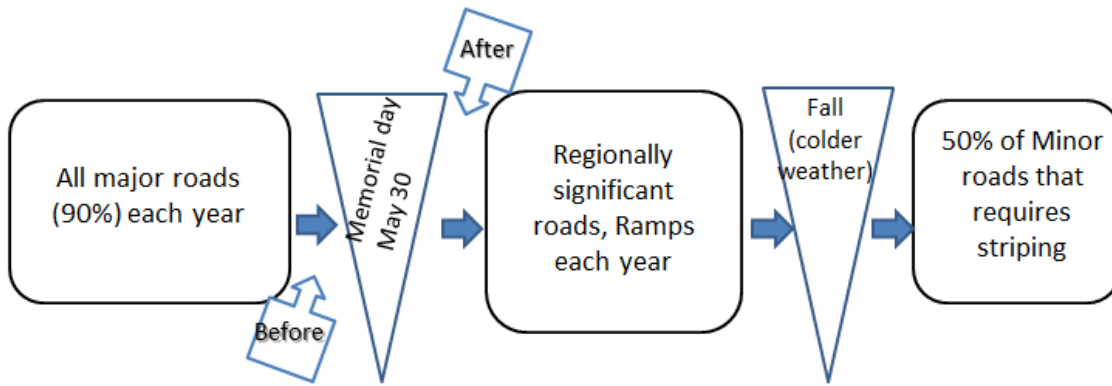 All major roads
(90%) each year
Before
Memorial day
May 30
After
Regionally
significant
roads, Ramps
each year
Fall
(colder
weather)
50% of Minor
roads that
requires
striping